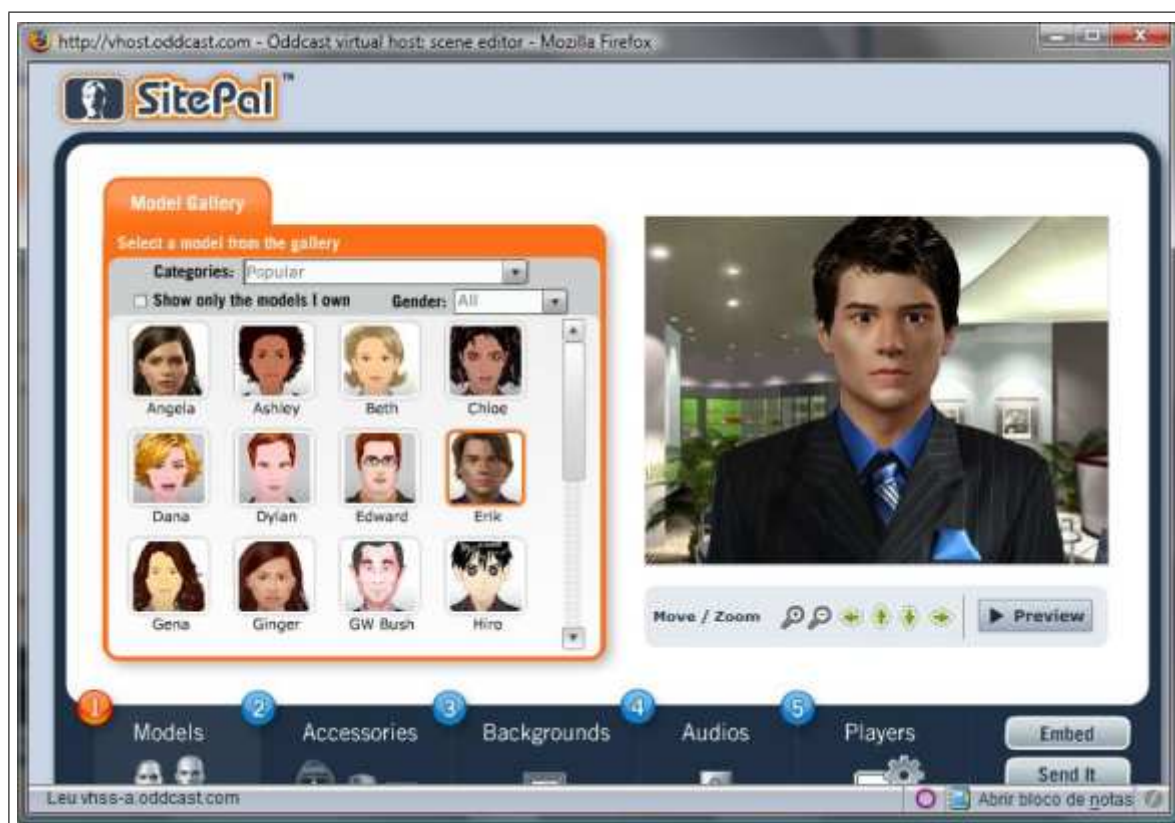 http://vhost.oddcast.com - Oddcast virtual host: scene editor - Mozilla Firefox
SitePal™
Model Gallery
Select a model from the gallery
Categories: Popular
Show only the models I own Gender: All
Angela Ashley Beth Chloe
Dana Dylan Edward Erik
Gena Ginger GW Bush Hiro
Move / Zoom Preview
1 2 3 4 5
Models Accessories Backgrounds Audios Players Embed
Send It
Leu vhss-a.oddcast.com Abrir bloco de notas